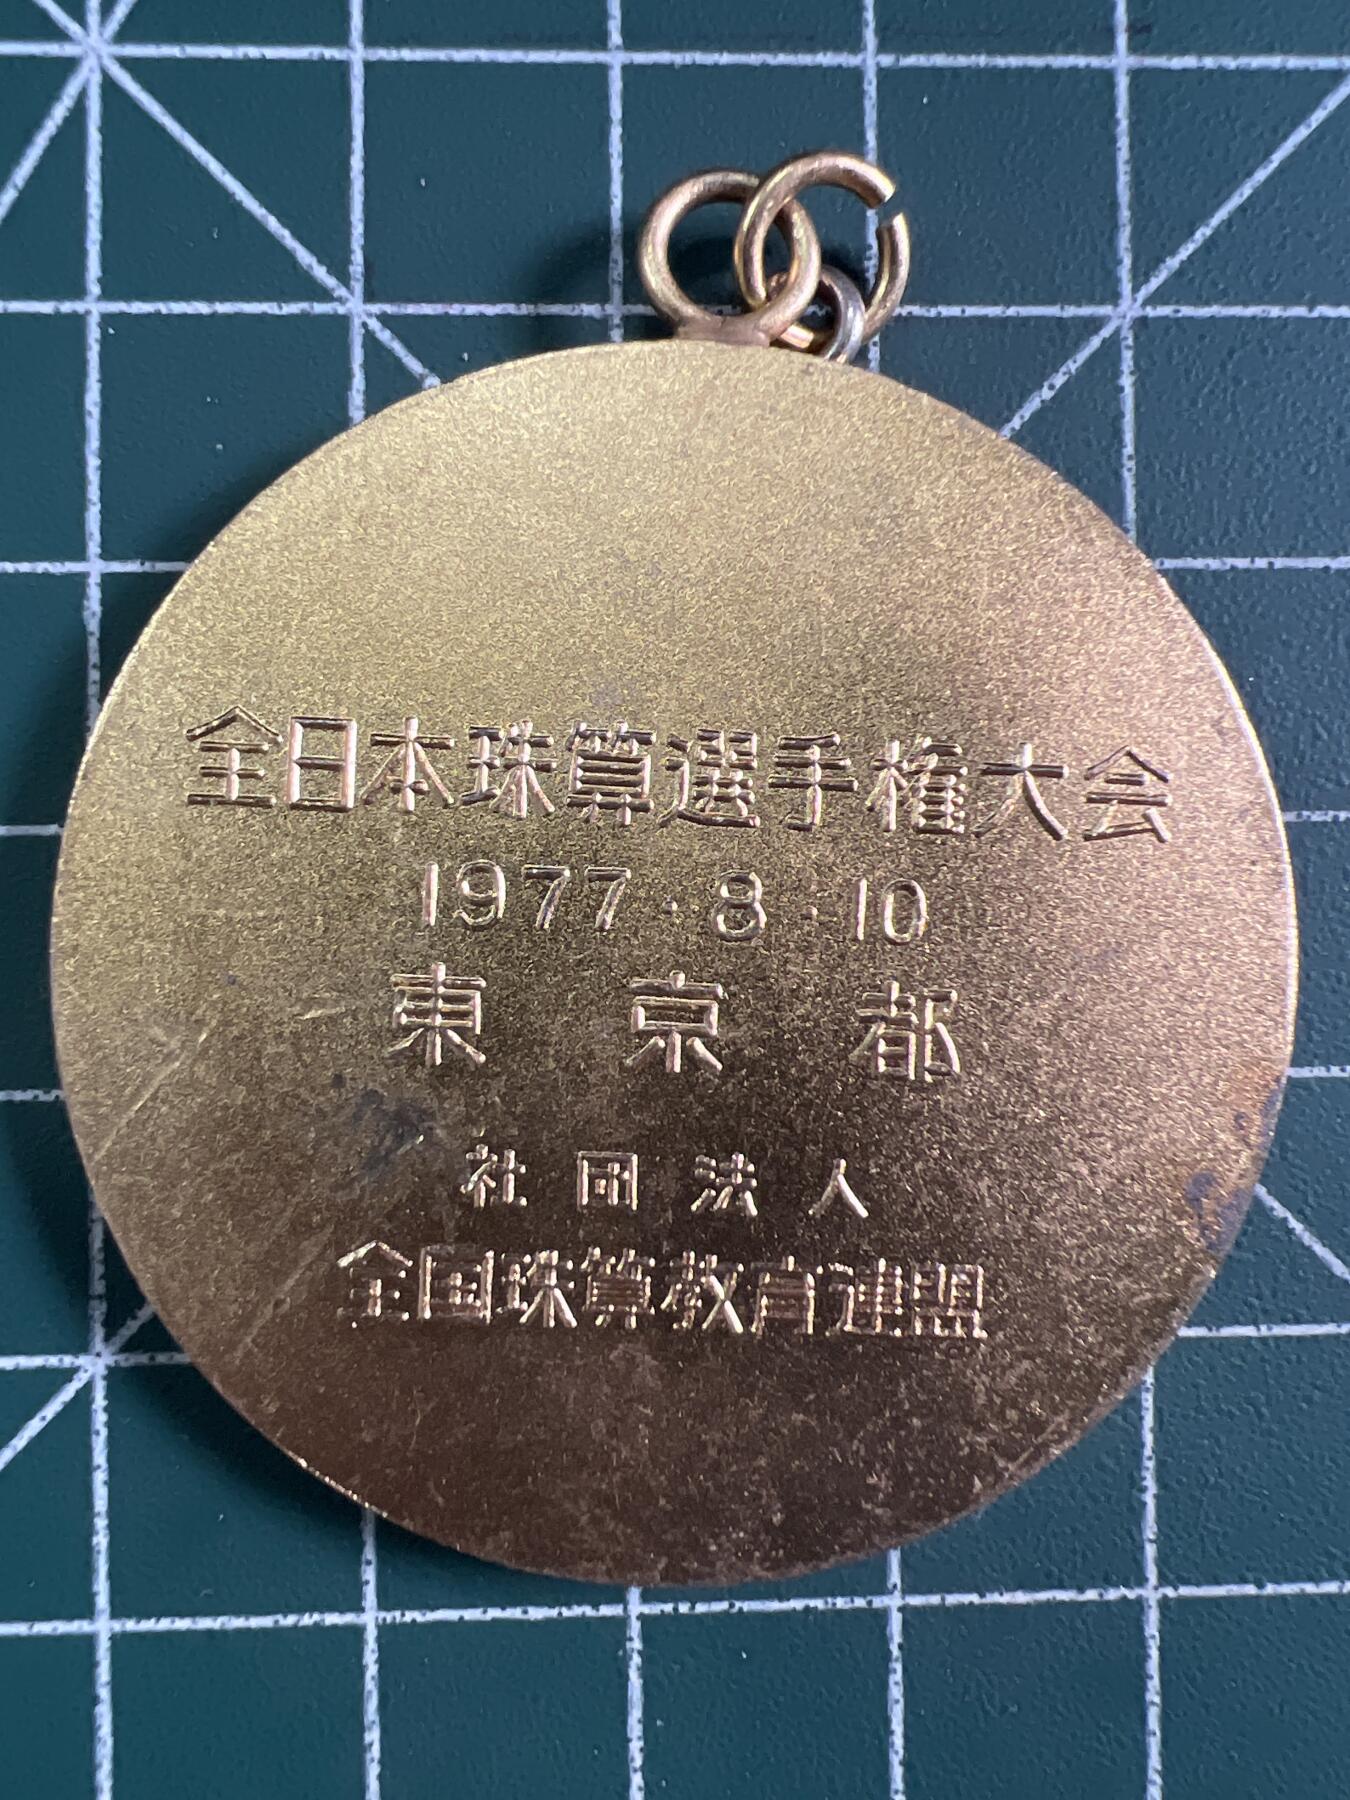 全日本珠算選手権大会
1977・8・10
東京都
社団法人
全国珠算教育連盟